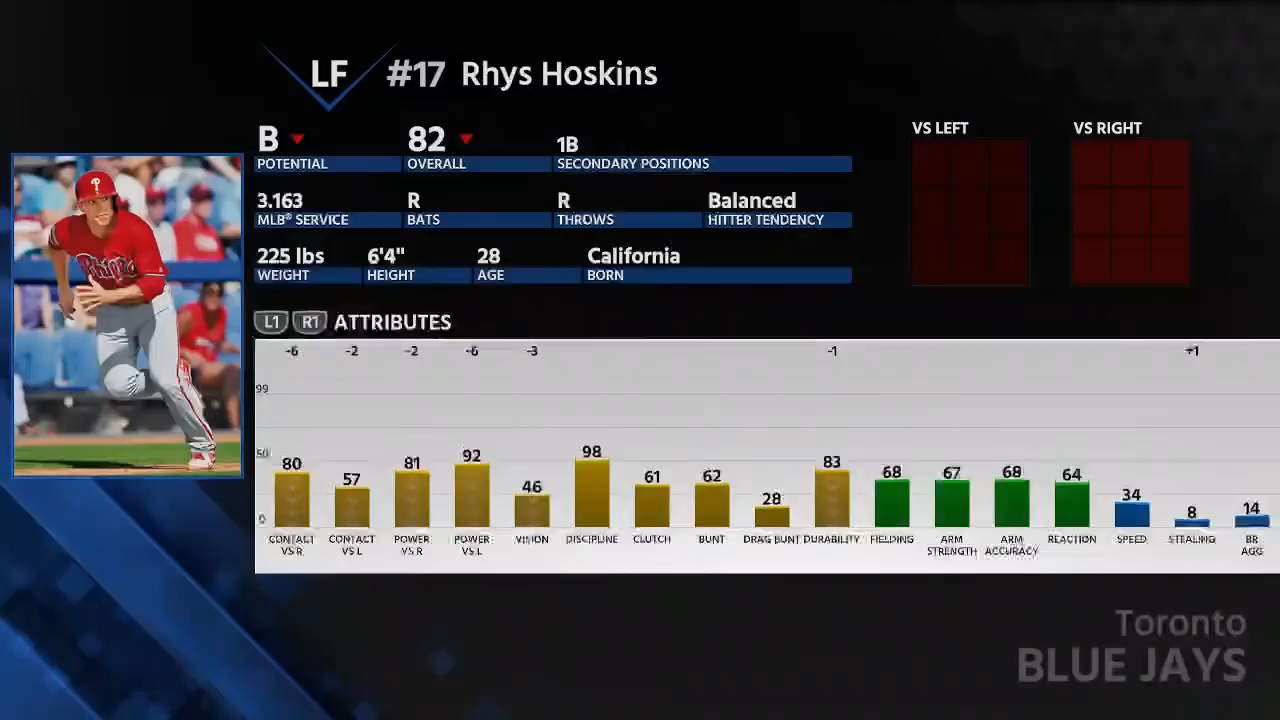 LF #17 Rhys Hoskins
B 82 1B
POTENTIAL OVERALL SECONDARY POSITIONS
3.163 R R Balanced
MLB® SERVICE BATS THROWS HITTER TENDENCY
225 lbs 6'4" 28 California
WEIGHT HEIGHT AGE BORN
VS LEFT VS RIGHT
Phillies
L1 R1 ATTRIBUTES
-6 -2 -2 -6 -3 -1 +1
99
50
0
80 57 81 92 46 98 61 62 28 83 68 67 68 64 34 8 14
CONTACT VS R CONTACT VS L POWER VS R POWER VS L VISION DISCIPLINE CLUTCH BUNT DRAG BUNT DURABILITY FIELDING ARM STRENGTH ARM ACCURACY REACTION SPEED STEALING BR AGG
Toronto
BLUE JAYS